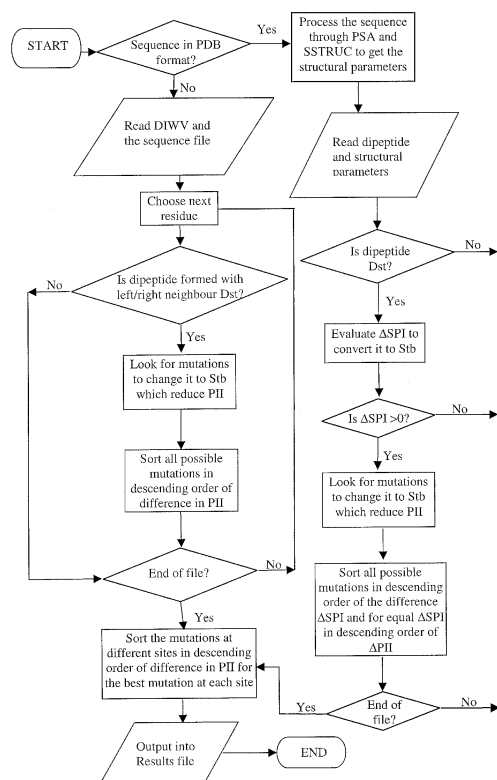 START
Sequence in PDB
format?
Yes
Process the sequence
through PSA and
SSTRUC to get the
structural parameters
No
Read DIWV and
the sequence file
Read dipeptide
and structural
parameters
Choose next
residue
Is dipeptide
Dst?
No
Yes
No
Is dipeptide formed with
left/right neighbour Dst?
Yes
Evaluate ΔSPI to
convert it to Stb
Look for mutations
to change it to Stb
which reduce PII
Is ΔSPI >0?
No
Yes
Sort all possible
mutations in
descending order of
difference in PII
Look for mutations
to change it to Stb
which reduce PII
End of file?
No
Yes
Sort all possible
mutations in descending
order of the difference
ΔSPI and for equal ΔSPI
in descending order of
ΔPII
Sort the mutations at
different sites in descending
order of difference in PII for
the best mutation at each site
Yes
End of
file?
No
Output into
Results file
END